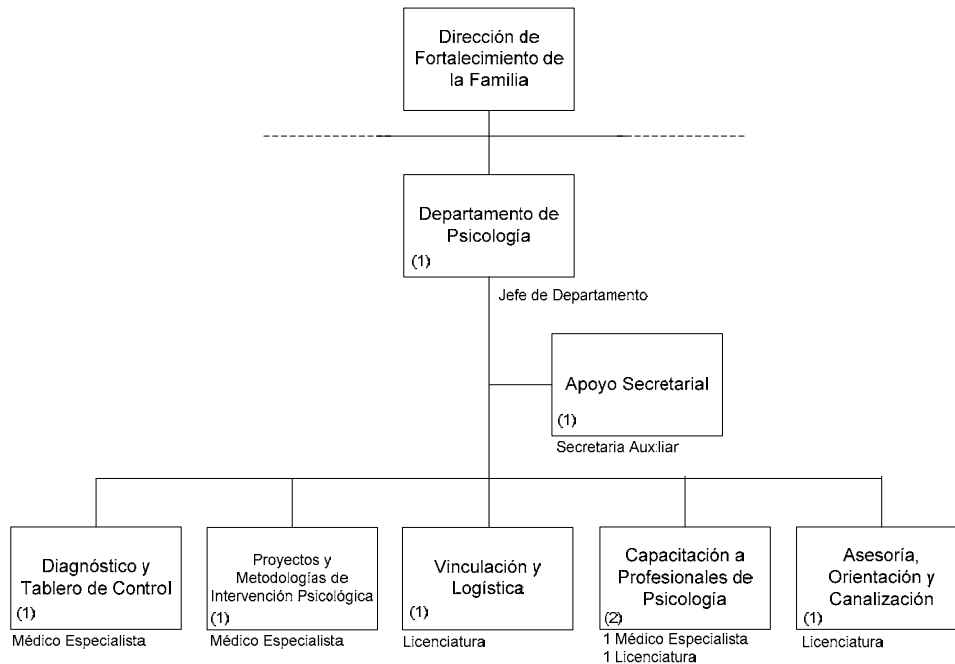 Dirección de
Fortalecimiento de
la Familia
Departamento de
Psicología
(1)
Jefe de Departamento
Apoyo Secretarial
(1)
Secretaria Auxiliar
Diagnóstico y
Tablero de Control
(1)
Médico Especialista
Proyectos y
Metodologías de
Intervención Psicológica
(1)
Médico Especialista
Vinculación y
Logística
(1)
Licenciatura
Capacitación a
Profesionales de
Psicología
(2)
1 Médico Especialista
1 Licenciatura
Asesoría,
Orientación y
Canalización
(1)
Licenciatura